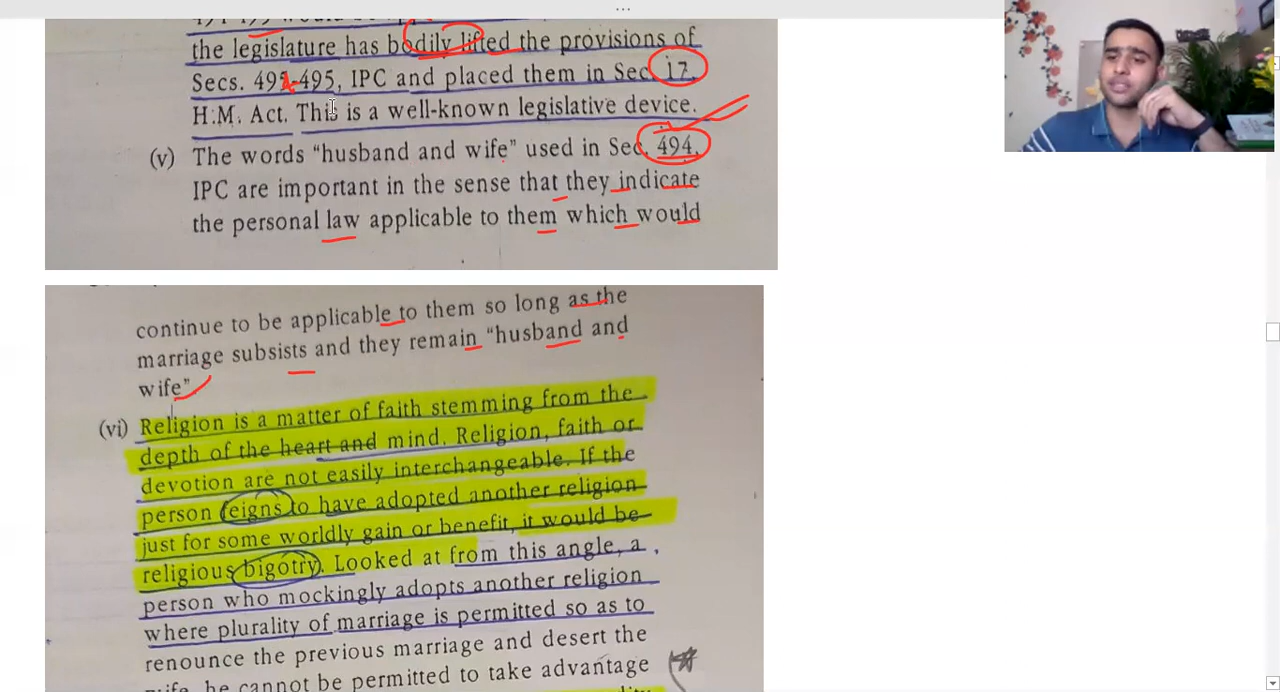 the legislature has bodily lifted the provisions of
Secs. 494-495, IPC and placed them in Sec. 17,
H.M. Act. This is a well-known legislative device.
(v) The words “husband and wife” used in Sec. 494,
IPC are important in the sense that they indicate
the personal law applicable to them which would
continue to be applicable to them so long as the
marriage subsists and they remain “husband and
wife”
(vi) Religion is a matter of faith stemming from the
depth of the heart and mind. Religion, faith or
devotion are not easily interchangeable. If the
person feigns to have adopted another religion
just for some worldly gain or benefit, it would be
religious bigotry. Looked at from this angle, a
person who mockingly adopts another religion
where plurality of marriage is permitted so as to
renounce the previous marriage and desert the
he cannot be permitted to take advantage